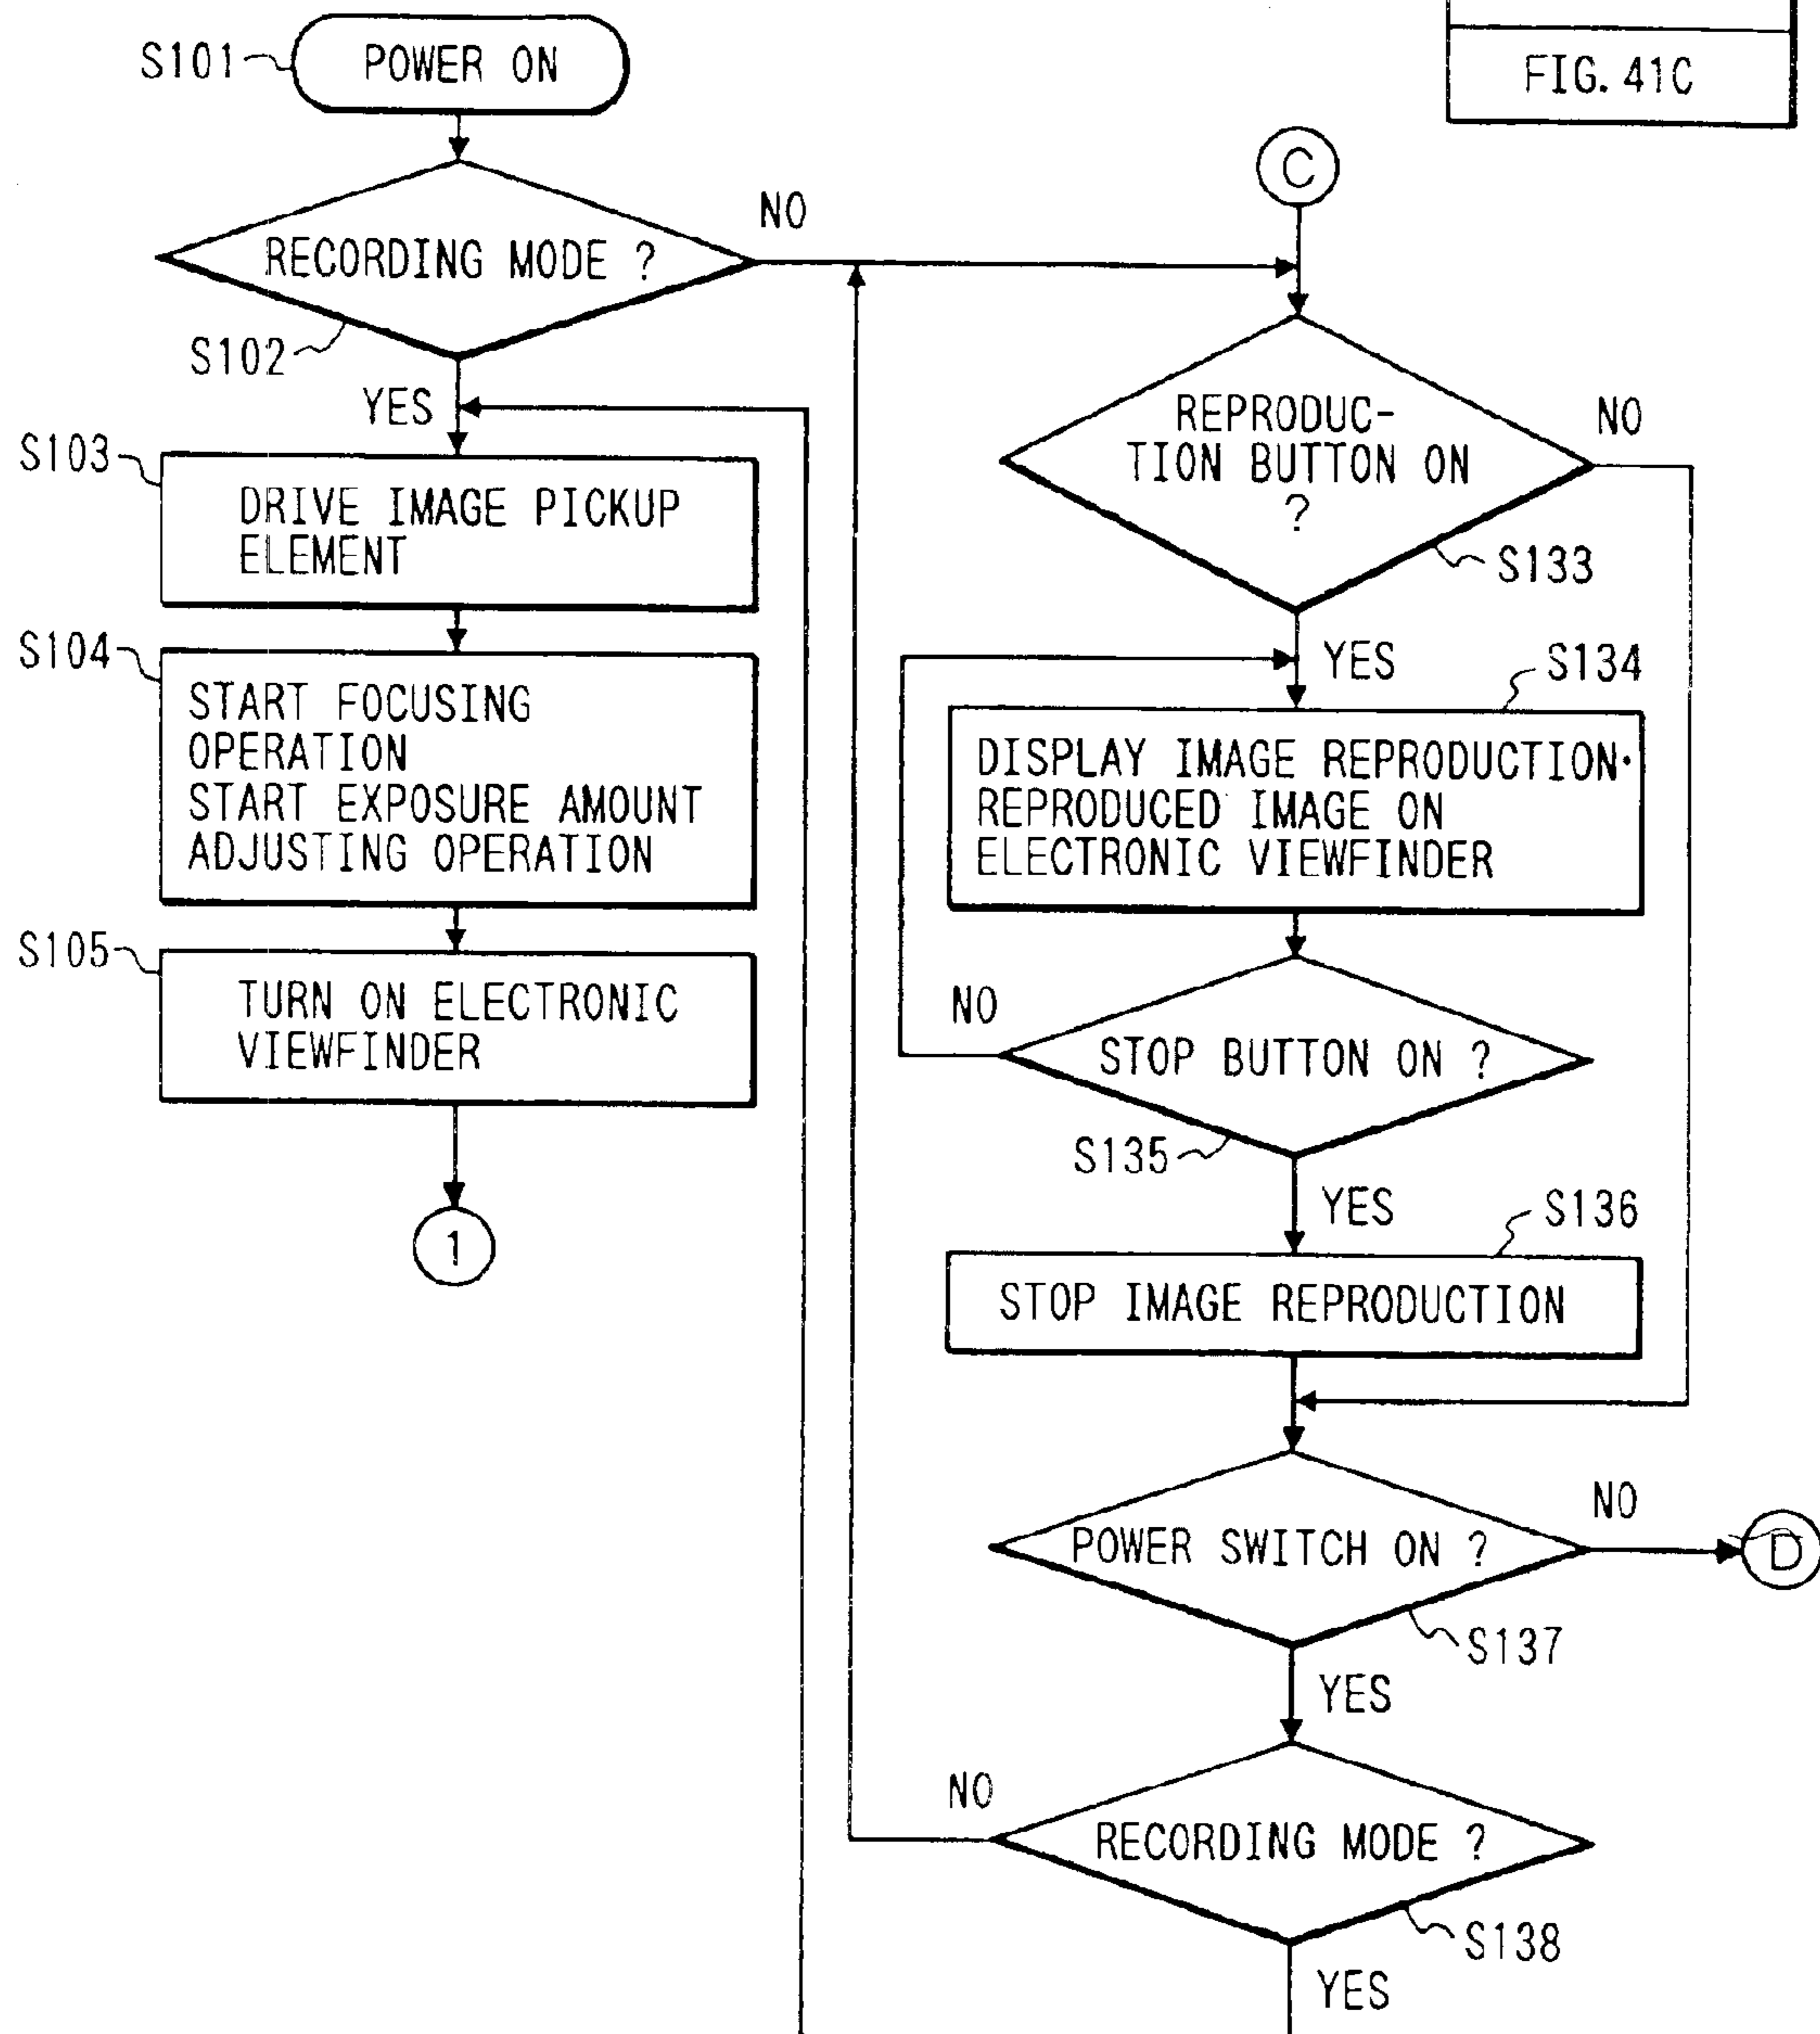 FIG. 41C
S101
POWER ON
RECORDING MODE ?
NO
S102
YES
S103
DRIVE IMAGE PICKUP
ELEMENT
S104
START FOCUSING
OPERATION
START EXPOSURE AMOUNT
ADJUSTING OPERATION
S105
TURN ON ELECTRONIC
VIEWFINDER
1
C
REPRODUC-
TION BUTTON ON
?
NO
S133
YES
S134
DISPLAY IMAGE REPRODUCTION·
REPRODUCED IMAGE ON
ELECTRONIC VIEWFINDER
NO
STOP BUTTON ON ?
S135
YES
S136
STOP IMAGE REPRODUCTION
POWER SWITCH ON ?
NO
D
S137
YES
NO
RECORDING MODE ?
S138
YES